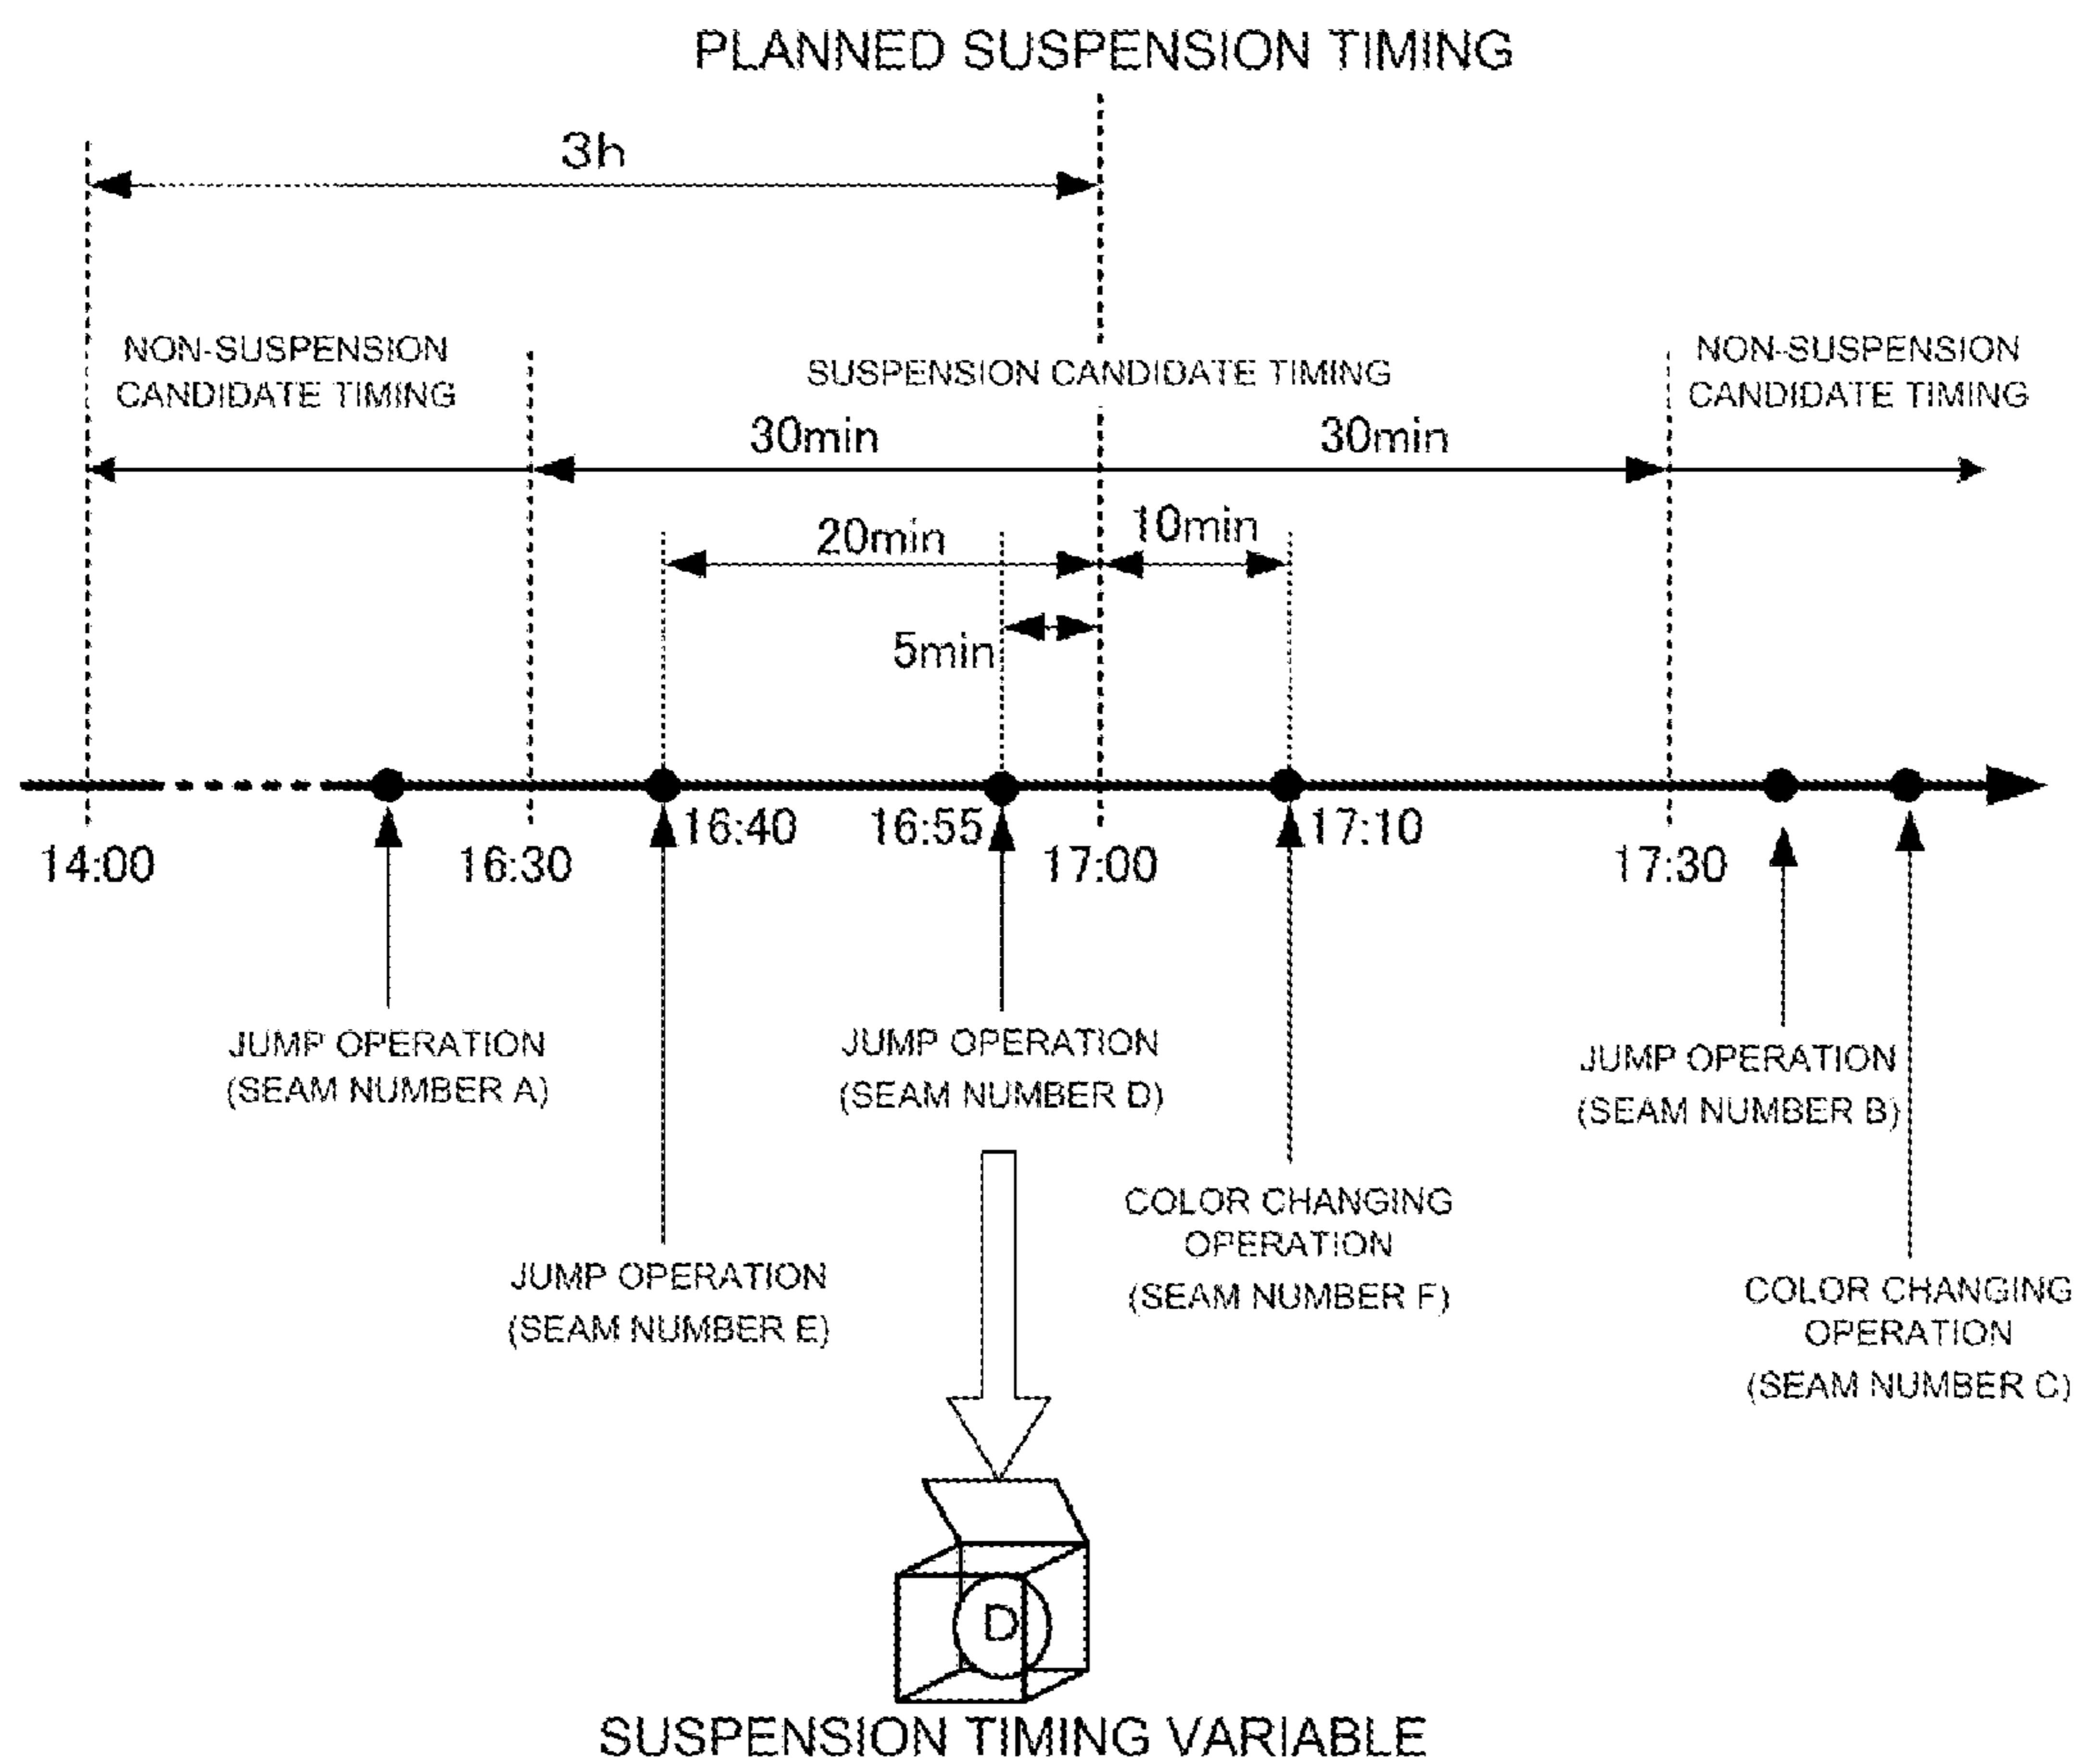 PLANNED SUSPENSION TIMING
3h
NON-SUSPENSION
CANDIDATE TIMING
SUSPENSION CANDIDATE TIMING
NON-SUSPENSION
CANDIDATE TIMING
30min
30min
20min
10min
5min
16:40
16:55
17:10
14:00
16:30
17:00
17:30
JUMP OPERATION
(SEAM NUMBER A)
JUMP OPERATION
(SEAM NUMBER D)
JUMP OPERATION
(SEAM NUMBER B)
COLOR CHANGING
OPERATION
(SEAM NUMBER F)
JUMP OPERATION
(SEAM NUMBER E)
COLOR CHANGING
OPERATION
(SEAM NUMBER C)
D
SUSPENSION TIMING VARIABLE